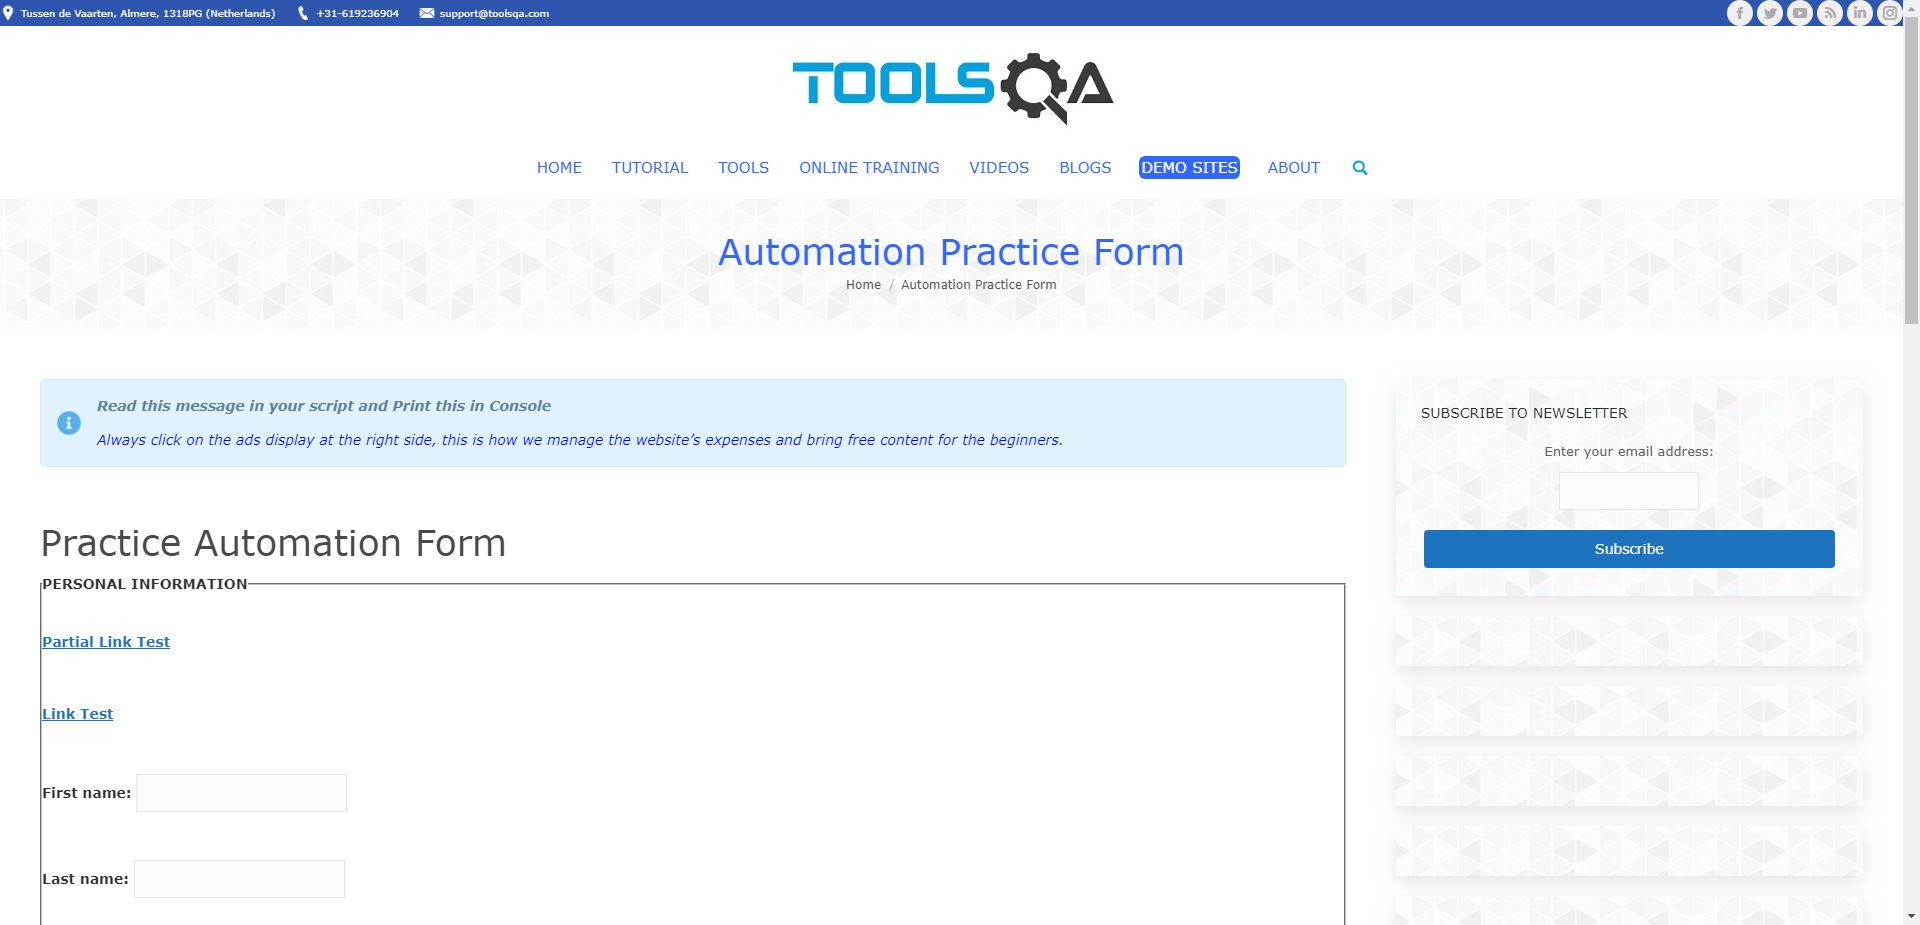 Tussen de Vaarten, Almere, 1318PG (Netherlands) +31-619236904 support@toolsqa.com
TOOLSQA
HOME TUTORIAL TOOLS ONLINE TRAINING VIDEOS BLOGS DEMO SITES ABOUT
Automation Practice Form
Home / Automation Practice Form
Read this message in your script and Print this in Console
Always click on the ads display at the right side, this is how we manage the website’s expenses and bring free content for the beginners.
Practice Automation Form
PERSONAL INFORMATION
Partial Link Test
Link Test
First name:
Last name:
SUBSCRIBE TO NEWSLETTER
Enter your email address:
Subscribe